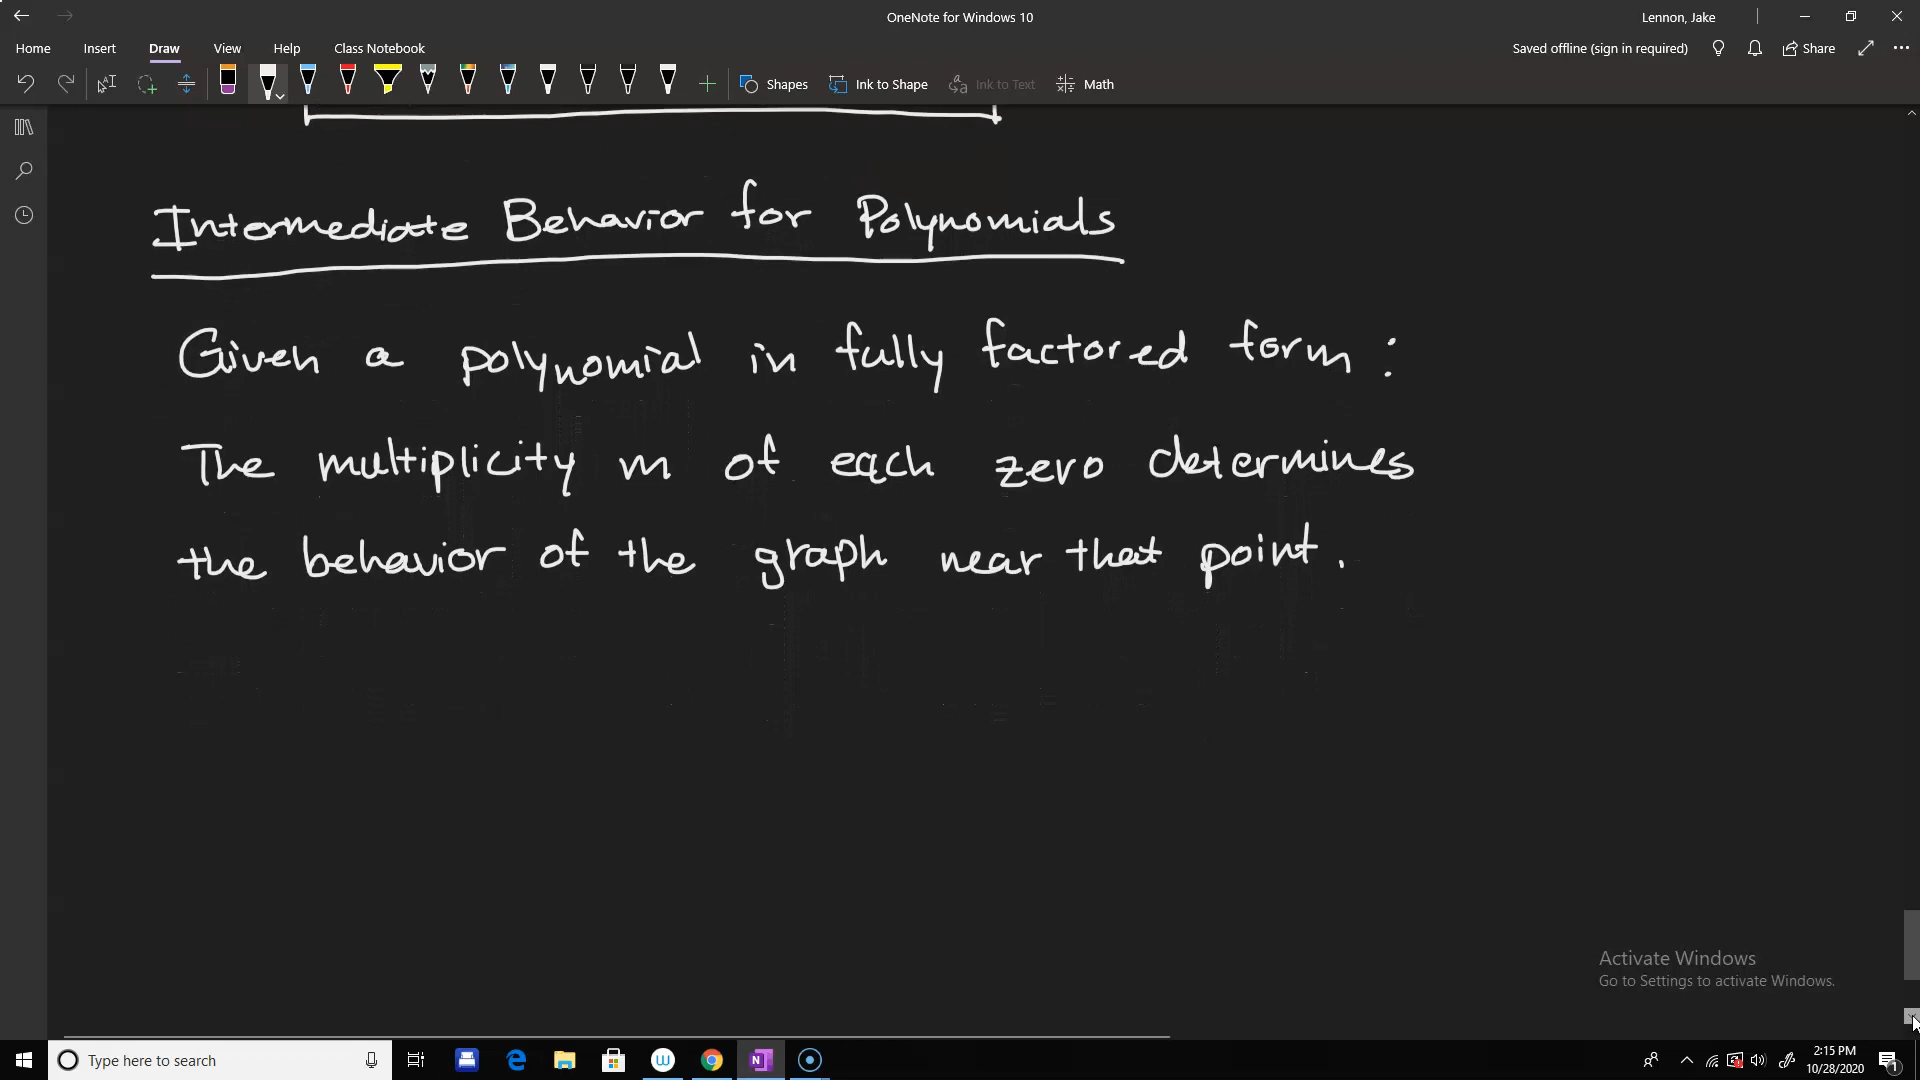 OneNote for Windows 10
Lennon, Jake
Home Insert Draw View Help Class Notebook
Saved offline (sign in required) Share
Shapes Ink to Shape Ink to Text Math
Intermediate Behavior for Polynomials
Given a polynomial in fully factored form :
The multiplicity m of each zero determines
the behavior of the graph near that point.
Activate Windows
Go to Settings to activate Windows.
Type here to search
2:15 PM
10/28/2020
1